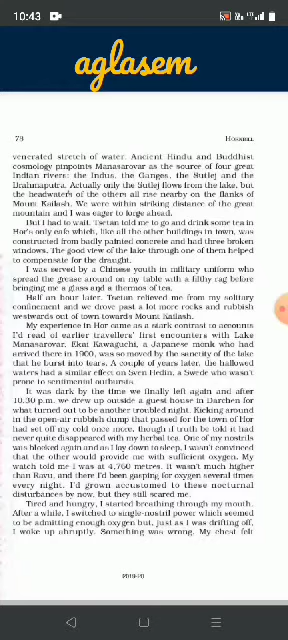 10:43
aglasem
78 HORNBILL
venerated stretch of water. Ancient Hindu and Buddhist
cosmology pinpoints Manasarovar as the source of four great
Indian rivers: the Indus, the Ganges, the Sutlej and the
Brahmaputra. Actually only the Sutlej flows from the lake, but
the headwaters of the others all rise nearby on the flanks of
Mount Kailash. We were within striking distance of the great
mountain and I was eager to forge ahead.
But I had to wait. Tsetan told me to go and drink some tea in
Hor's only cafe which, like all the other buildings in town, was
constructed from badly painted concrete and had three broken
windows. The good view of the lake through one of them helped
to compensate for the draught.
I was served by a Chinese youth in military uniform who
spread the grease around on my table with a filthy rag before
bringing me a glass and a thermos of tea.
Half an hour later, Tsetan relieved me from my solitary
confinement and we drove past a lot more rocks and rubbish
westwards out of town towards Mount Kailash.
My experience in Hor came as a stark contrast to accounts
I'd read of earlier travellers' first encounters with Lake
Manasarovar. Ekai Kawaguchi, a Japanese monk who had
arrived there in 1900, was so moved by the sanctity of the lake
that he burst into tears. A couple of years later, the hallowed
waters had a similar effect on Sven Hedin, a Swede who wasn't
prone to sentimental outbursts.
It was dark by the time we finally left again and after
10.30 p.m. we drew up outside a guest house in Darchen for
what turned out to be another troubled night. Kicking around
in the open-air rubbish dump that passed for the town of Hor
had set off my cold once more, though if truth be told it had
never quite disappeared with my herbal tea. One of my nostrils
was blocked again and as I lay down to sleep, I wasn't convinced
that the other would provide me with sufficient oxygen. My
watch told me I was at 4,760 metres. It wasn't much higher
than Ravu, and there I'd been gasping for oxygen several times
every night. I'd grown accustomed to these nocturnal
disturbances by now, but they still scared me.
Tired and hungry, I started breathing through my mouth.
After a while, I switched to single-nostril power which seemed
to be admitting enough oxygen but, just as I was drifting off,
I woke up abruptly. Something was wrong. My chest felt
2019-20